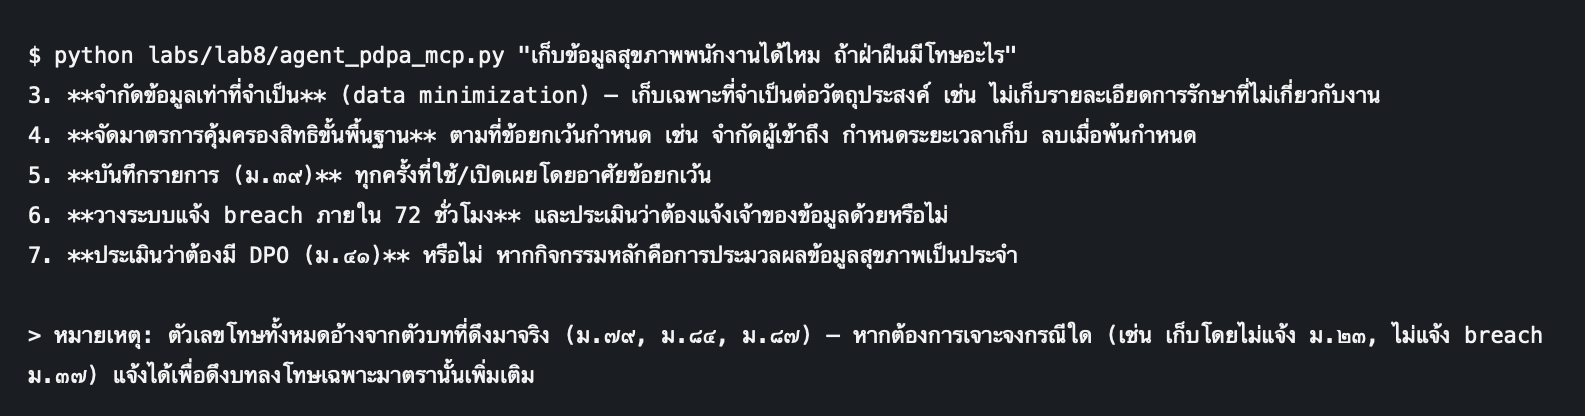 $ python labs/lab8/agent_pdpa_mcp.py "เก็บข้อมูลสุขภาพพนักงานได้ไหม ถ้าฝ่าฝืนมีโทษอะไร"
3. **จำกัดข้อมูลเท่าที่จำเป็น** (data minimization) — เก็บเฉพาะที่จำเป็นต่อวัตถุประสงค์ เช่น ไม่เก็บรายละเอียดการรักษาที่ไม่เกี่ยวกับงาน
4. **จัดมาตรการคุ้มครองสิทธิขั้นพื้นฐาน** ตามที่ข้อยกเว้นกำหนด เช่น จำกัดผู้เข้าถึง กำหนดระยะเวลาเก็บ ลบเมื่อพ้นกำหนด
5. **บันทึกรายการ (ม.๓๙)** ทุกครั้งที่ใช้/เปิดเผยโดยอาศัยข้อยกเว้น
6. **วางระบบแจ้ง breach ภายใน 72 ชั่วโมง** และประเมินว่าต้องแจ้งเจ้าของข้อมูลด้วยหรือไม่
7. **ประเมินว่าต้องมี DPO (ม.๔๑)** หรือไม่ หากกิจกรรมหลักคือการประมวลผลข้อมูลสุขภาพเป็นประจำ
> หมายเหตุ: ตัวเลขโทษทั้งหมดอ้างจากตัวบทที่ดึงมาจริง (ม.๗๙, ม.๘๔, ม.๘๗) — หากต้องการเจาะจงกรณีใด (เช่น เก็บโดยไม่แจ้ง ม.๒๓, ไม่แจ้ง breach
ม.๓๗) แจ้งได้เพื่อดึงบทลงโทษเฉพาะมาตรานั้นเพิ่มเติม